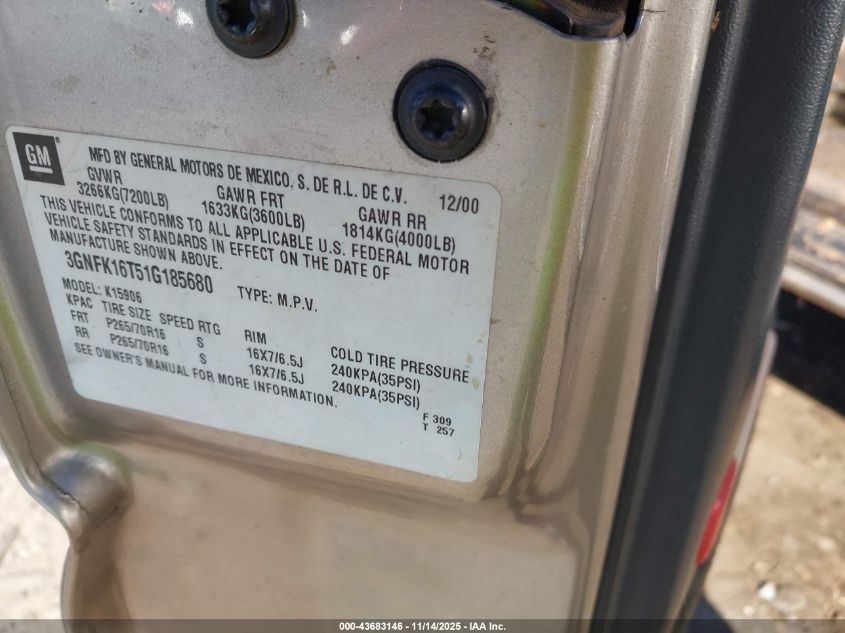 GM
MFD BY GENERAL MOTORS DE MEXICO, S. DE R.L. DE C.V. 12/00
GVWR GAWR FRT GAWR RR
3266KG(7200LB) 1633KG(3600LB) 1814KG(4000LB)
THIS VEHICLE CONFORMS TO ALL APPLICABLE U.S. FEDERAL MOTOR
VEHICLE SAFETY STANDARDS IN EFFECT ON THE DATE OF
MANUFACTURE SHOWN ABOVE.
3GNFK16T51G185680 TYPE: M.P.V.
MODEL: K15906
KPAC TIRE SIZE SPEED RTG RIM COLD TIRE PRESSURE
FRT P265/70R16 S 16X7/6.5J 240KPA(35PSI)
RR P265/70R16 S 16X7/6.5J 240KPA(35PSI)
SEE OWNER'S MANUAL FOR MORE INFORMATION.
F 309
T 257
000-43683146 - 11/14/2025 - IAA Inc.